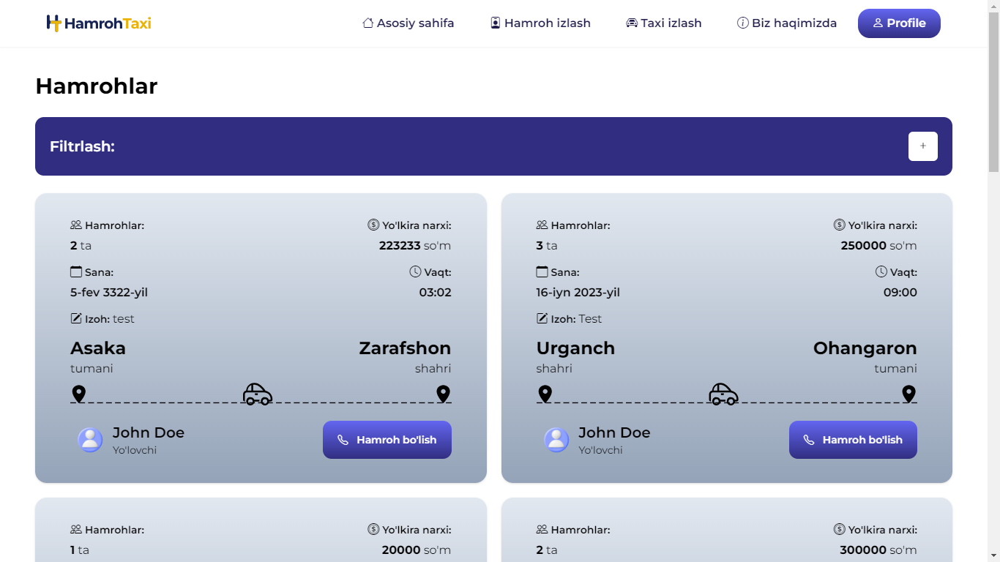 HamrohTaxi
Asosiy sahifa
Hamroh izlash
Taxi izlash
Biz haqimizda
Profile
Hamrohlar
Filtrlash:
+
Hamrohlar:
Yo'lkira narxi:
2 ta
223233 so'm
Sana:
Vaqt:
5-fev 3322-yil
03:02
Izoh: test
Asaka
Zarafshon
tumani
shahri
John Doe
Yo'lovchi
Hamroh bo'lish
Hamrohlar:
Yo'lkira narxi:
3 ta
250000 so'm
Sana:
Vaqt:
16-iyn 2023-yil
09:00
Izoh: Test
Urganch
Ohangaron
shahri
tumani
John Doe
Yo'lovchi
Hamroh bo'lish
Hamrohlar:
Yo'lkira narxi:
1 ta
20000 so'm
Hamrohlar:
Yo'lkira narxi:
2 ta
300000 so'm